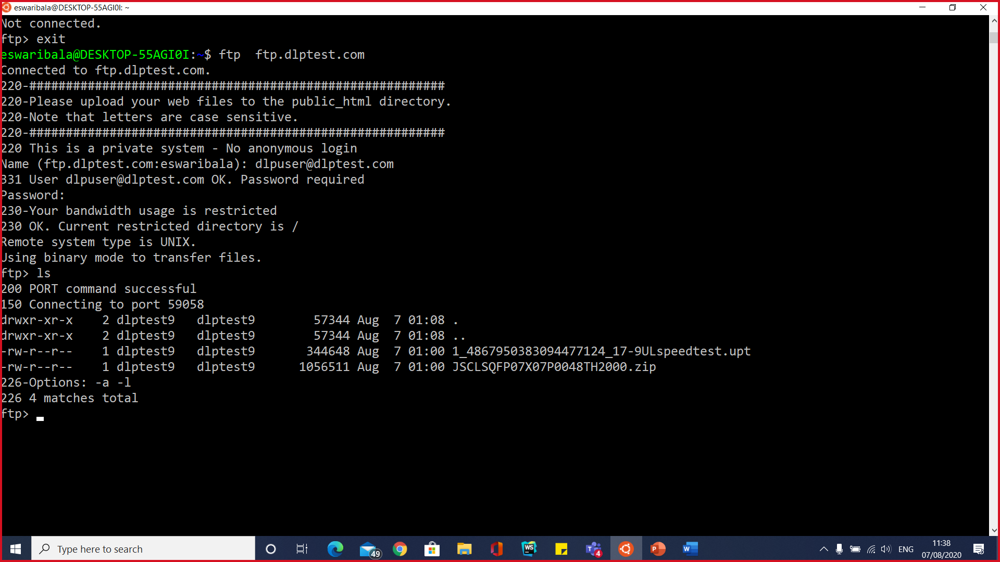 eswaribala@DESKTOP-55AGI0I: ~
Not connected.
ftp> exit
eswaribala@DESKTOP-55AGI0I:~$ ftp  ftp.dlptest.com
Connected to ftp.dlptest.com.
220-#########################################################
220-Please upload your web files to the public_html directory.
220-Note that letters are case sensitive.
220-#########################################################
220 This is a private system - No anonymous login
Name (ftp.dlptest.com:eswaribala): dlpuser@dlptest.com
331 User dlpuser@dlptest.com OK. Password required
Password:
230-Your bandwidth usage is restricted
230 OK. Current restricted directory is /
Remote system type is UNIX.
Using binary mode to transfer files.
ftp> ls
200 PORT command successful
150 Connecting to port 59058
drwxr-xr-x    2 dlptest9   dlptest9        57344 Aug  7 01:08 .
drwxr-xr-x    2 dlptest9   dlptest9        57344 Aug  7 01:08 ..
-rw-r--r--    1 dlptest9   dlptest9       344648 Aug  7 01:00 1_4867950383094477124_17-9ULspeedtest.upt
-rw-r--r--    1 dlptest9   dlptest9      1056511 Aug  7 01:00 JSCLSQFP07X07P0048TH2000.zip
226-Options: -a -l
226 4 matches total
ftp>
Type here to search
49
WS
T
4
P
W
ENG
11:38
07/08/2020